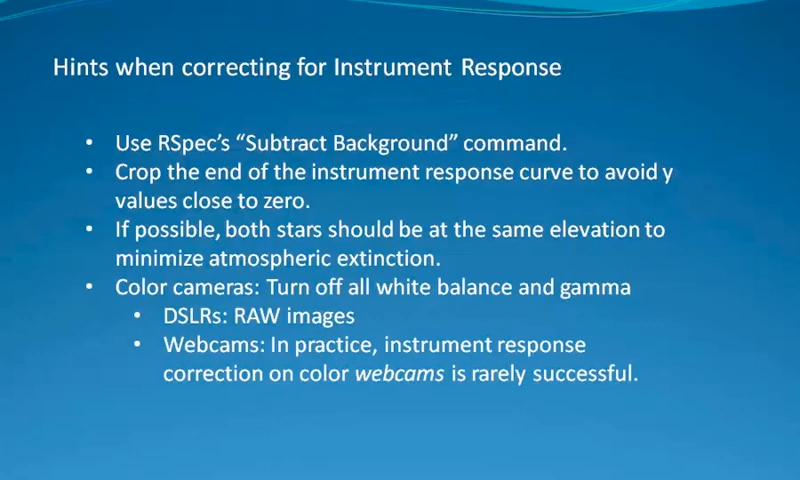 Hints when correcting for Instrument Response
• Use RSpec's “Subtract Background” command.
• Crop the end of the instrument response curve to avoid y
values close to zero.
• If possible, both stars should be at the same elevation to
minimize atmospheric extinction.
• Color cameras: Turn off all white balance and gamma
• DSLRs: RAW images
• Webcams: In practice, instrument response
correction on color webcams is rarely successful.